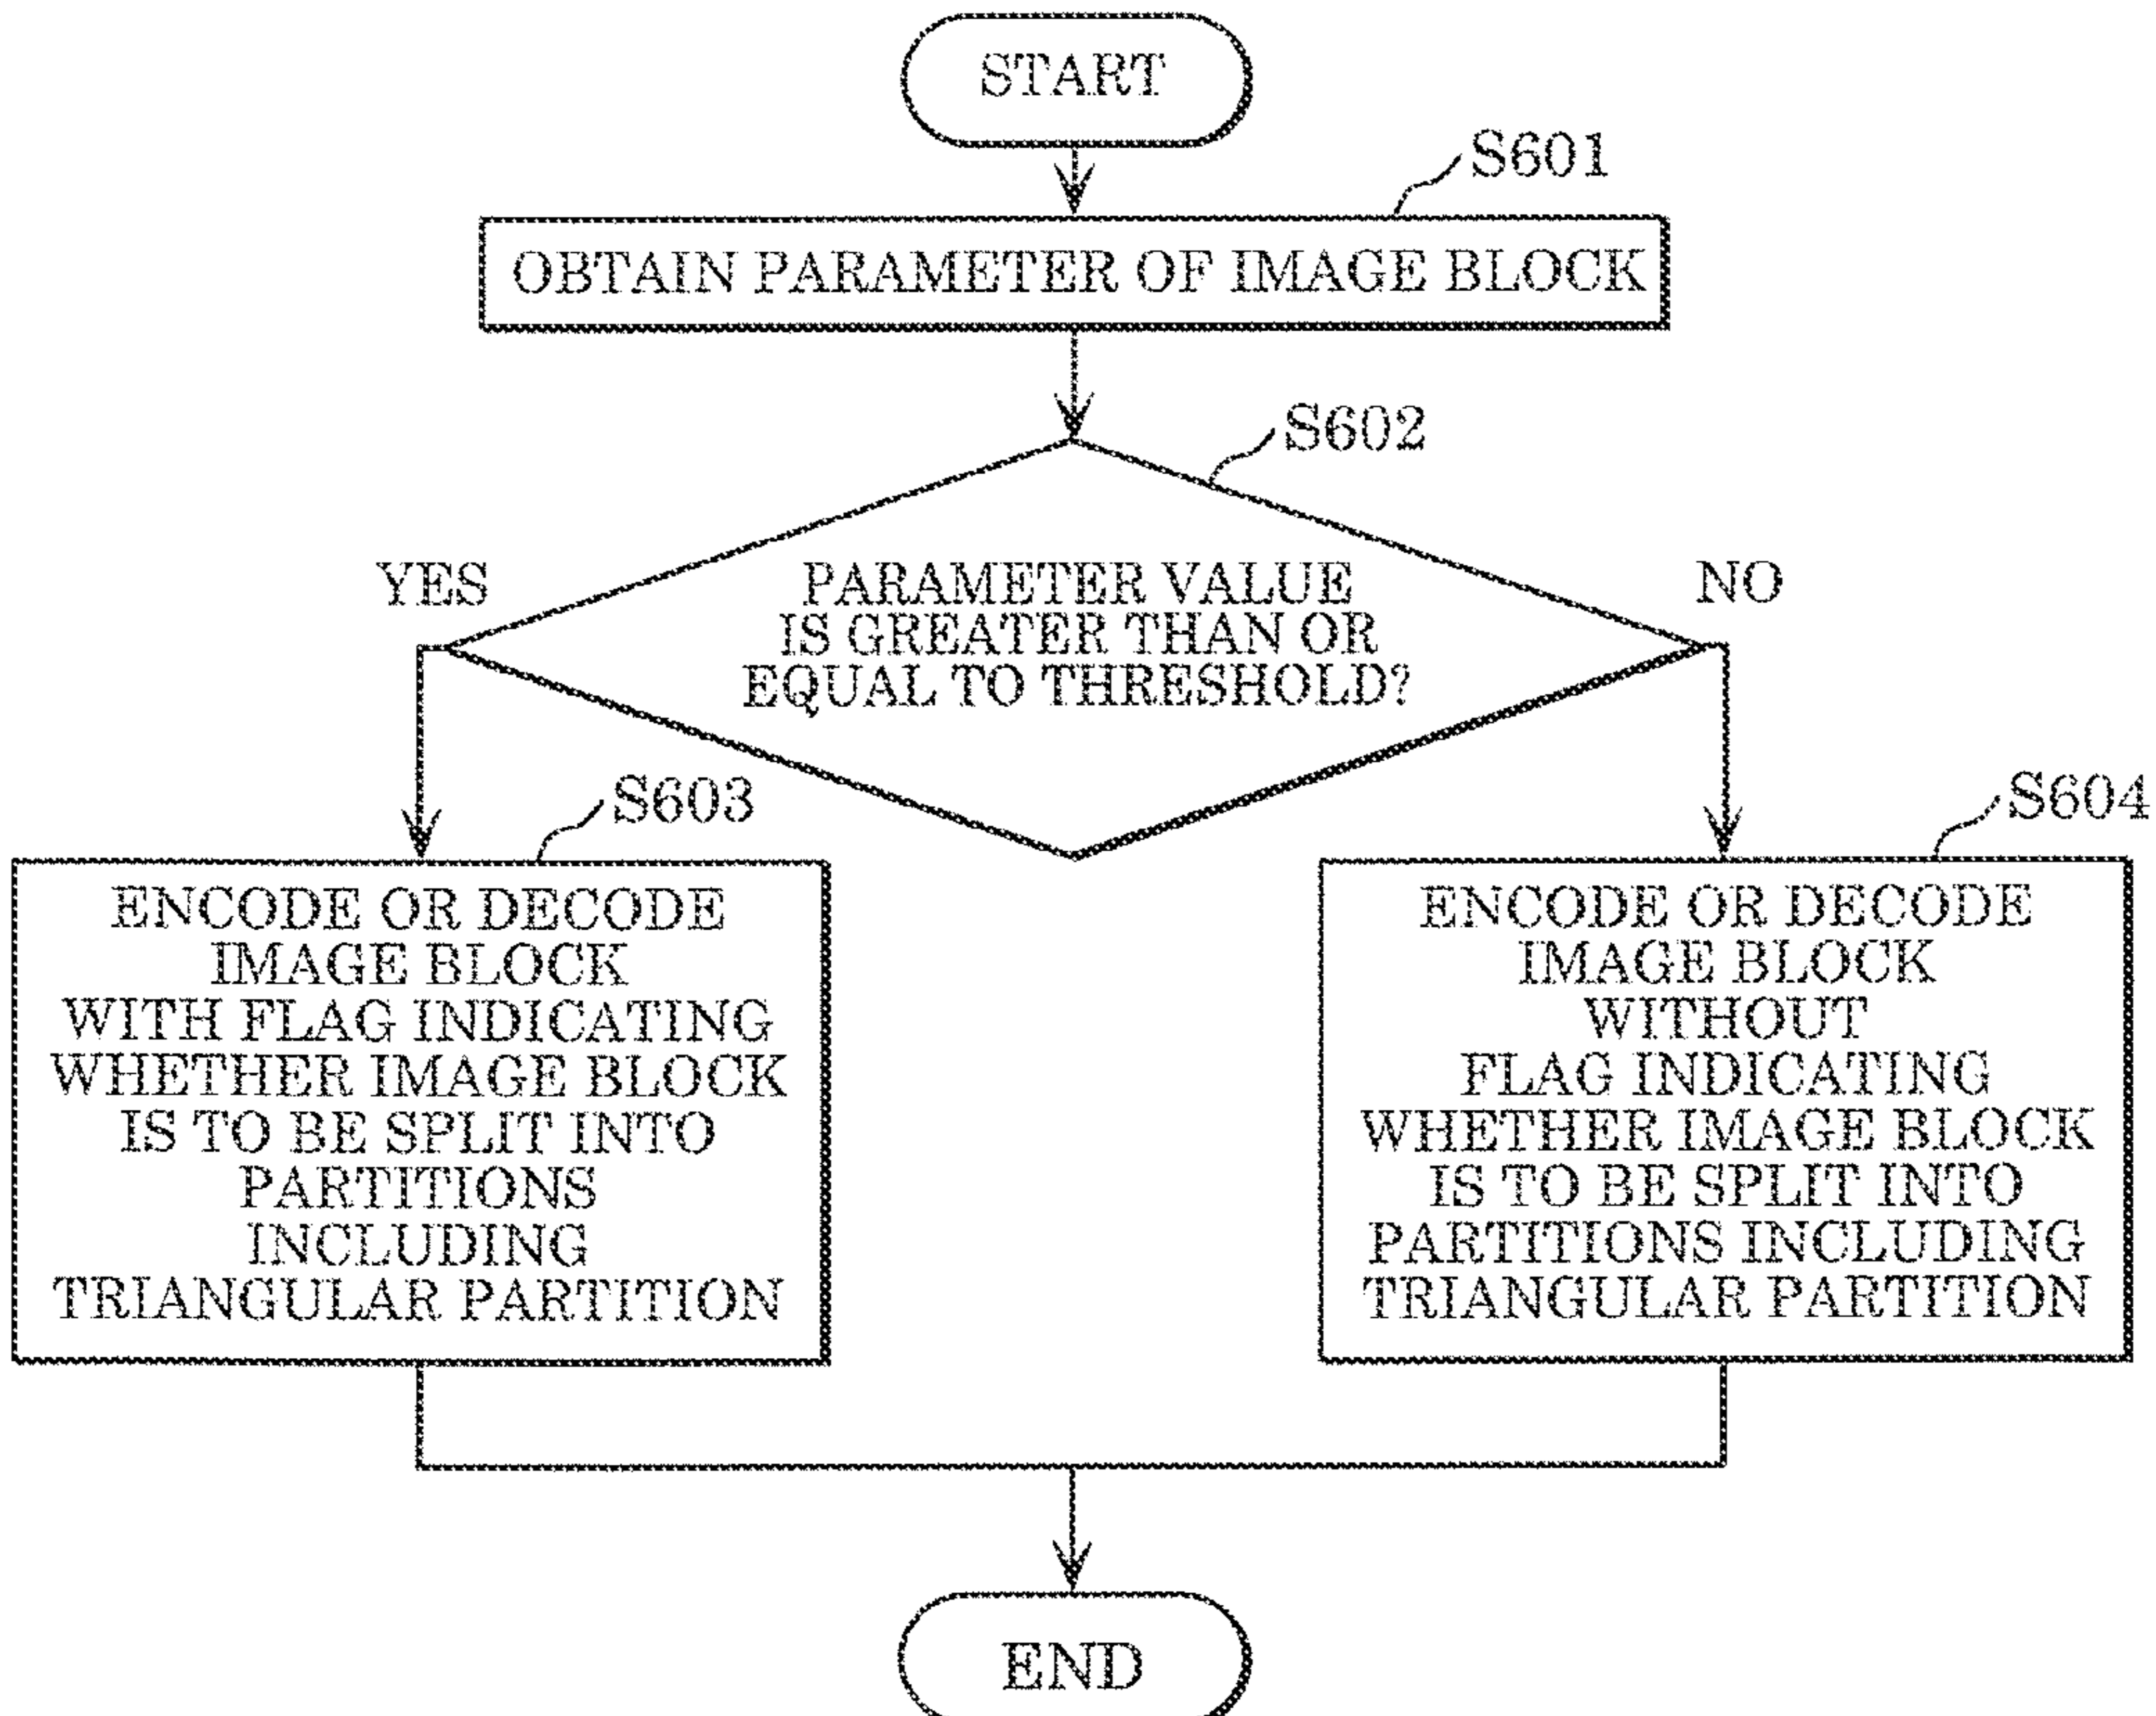 START
S601
OBTAIN PARAMETER OF IMAGE BLOCK
S602
YES
PARAMETER VALUE
IS GREATER THAN OR
EQUAL TO THRESHOLD?
NO
S603
ENCODE OR DECODE
IMAGE BLOCK
WITH FLAG INDICATING
WHETHER IMAGE BLOCK
IS TO BE SPLIT INTO
PARTITIONS
INCLUDING
TRIANGULAR PARTITION
S604
ENCODE OR DECODE
IMAGE BLOCK
WITHOUT
FLAG INDICATING
WHETHER IMAGE BLOCK
IS TO BE SPLIT INTO
PARTITIONS INCLUDING
TRIANGULAR PARTITION
END